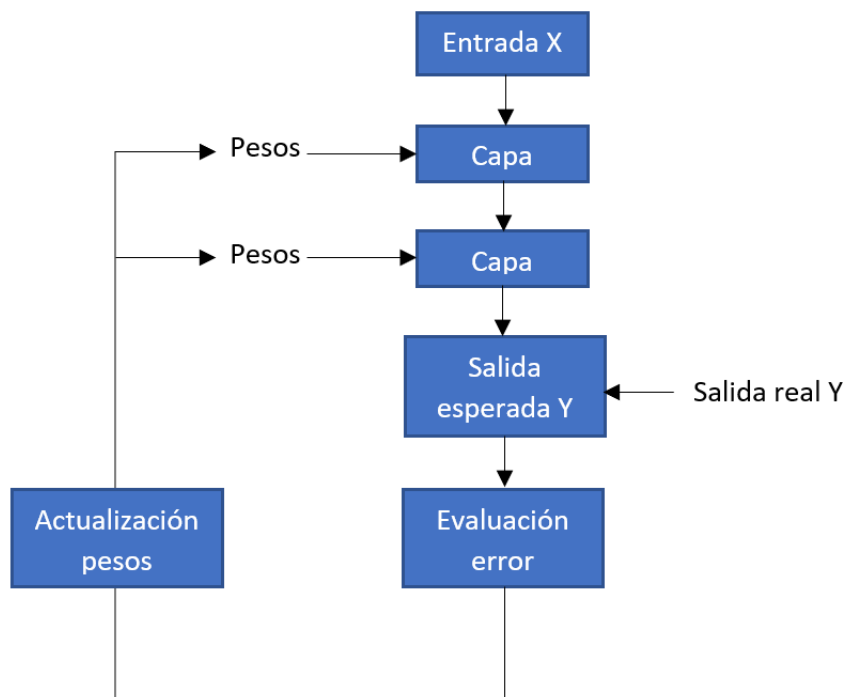 Entrada X
Pesos
Capa
Pesos
Capa
Salida
esperada Y
Salida real Y
Actualización
pesos
Evaluación
error